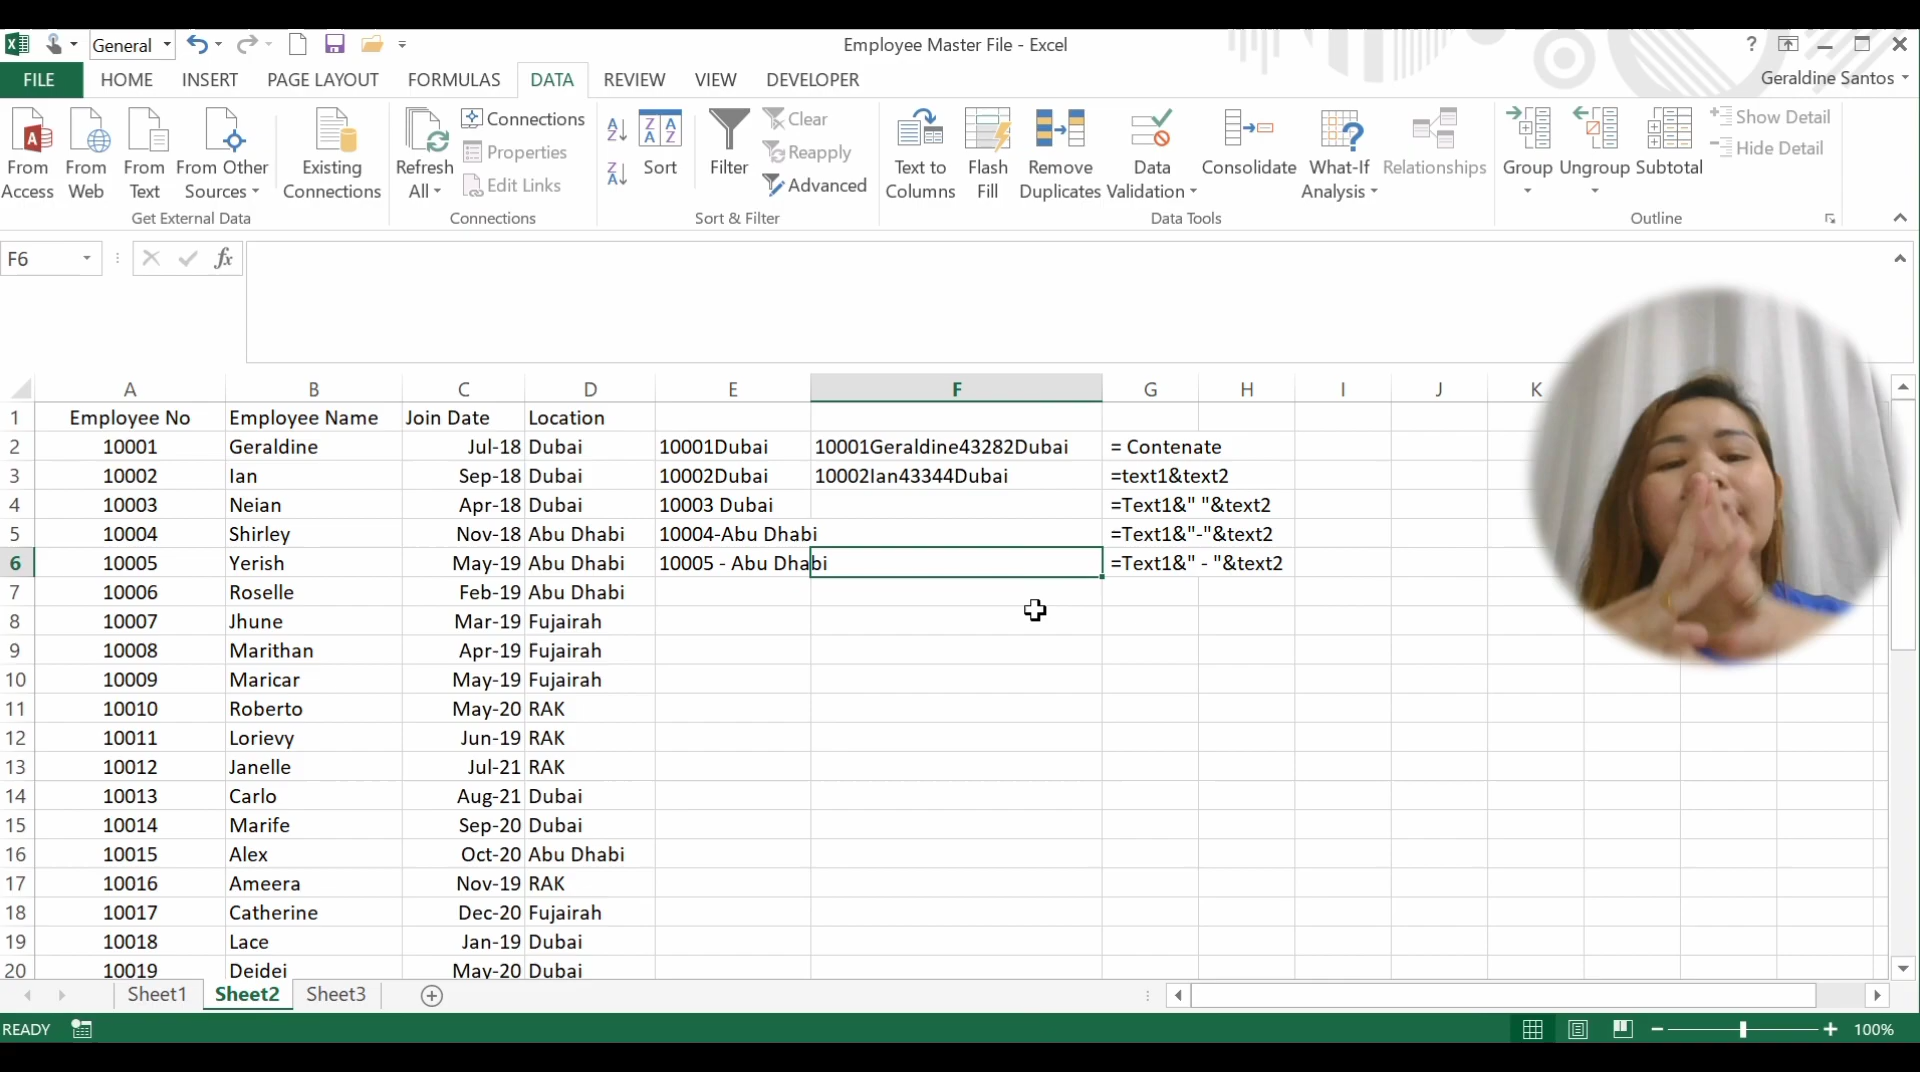 General
Employee Master File - Excel
?
FILE HOME INSERT PAGE LAYOUT FORMULAS DATA REVIEW VIEW DEVELOPER
Geraldine Santos
From Access
From Web
From Text
From Other Sources
Existing Connections
Get External Data
Refresh All
Connections
Properties
Edit Links
Connections
Sort
Filter
Clear
Reapply
Advanced
Sort & Filter
Text to Columns
Flash Fill
Remove Duplicates
Data Validation
Consolidate
What-If Analysis
Relationships
Data Tools
Group
Ungroup
Subtotal
Show Detail
Hide Detail
Outline
F6 fx
A B C D E F G H I J K
1 Employee No Employee Name Join Date Location
2 10001 Geraldine Jul-18 Dubai 10001Dubai 10001Geraldine43282Dubai = Contenate
3 10002 Ian Sep-18 Dubai 10002Dubai 10002Ian43344Dubai =text1&text2
4 10003 Neian Apr-18 Dubai 10003 Dubai =Text1&" "&text2
5 10004 Shirley Nov-18 Abu Dhabi 10004-Abu Dhabi =Text1&"-"&text2
6 10005 Yerish May-19 Abu Dhabi 10005 - Abu Dhabi =Text1&" - "&text2
7 10006 Roselle Feb-19 Abu Dhabi
8 10007 Jhune Mar-19 Fujairah
9 10008 Marithan Apr-19 Fujairah
10 10009 Maricar May-19 Fujairah
11 10010 Roberto May-20 RAK
12 10011 Lorievy Jun-19 RAK
13 10012 Janelle Jul-21 RAK
14 10013 Carlo Aug-21 Dubai
15 10014 Marife Sep-20 Dubai
16 10015 Alex Oct-20 Abu Dhabi
17 10016 Ameera Nov-19 RAK
18 10017 Catherine Dec-20 Fujairah
19 10018 Lace Jan-19 Dubai
20 10019 Deidei May-20 Dubai
Sheet1 Sheet2 Sheet3
READY 100%